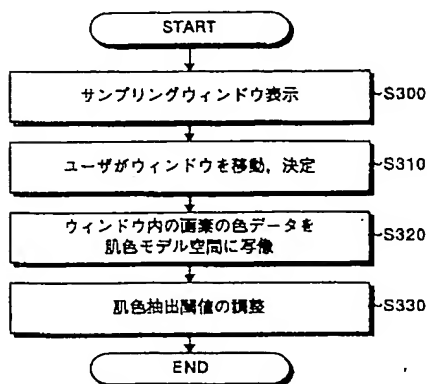 START
サンプリングウィンドウ表示
S300
ユーザがウィンドウを移動，決定
S310
ウィンドウ内の画素の色データを
肌色モデル空間に写像
S320
肌色抽出閾値の調整
S330
END